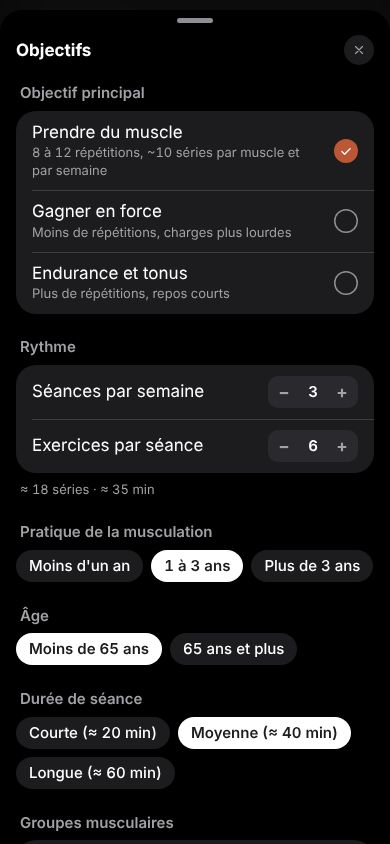 Objectifs
Objectif principal
Prendre du muscle
8 à 12 répétitions, ~10 séries par muscle et
par semaine
Gagner en force
Moins de répétitions, charges plus lourdes
Endurance et tonus
Plus de répétitions, repos courts
Rythme
Séances par semaine
− 3 +
Exercices par séance
− 6 +
≈ 18 séries · ≈ 35 min
Pratique de la musculation
Moins d'un an
1 à 3 ans
Plus de 3 ans
Âge
Moins de 65 ans
65 ans et plus
Durée de séance
Courte (≈ 20 min)
Moyenne (≈ 40 min)
Longue (≈ 60 min)
Groupes musculaires